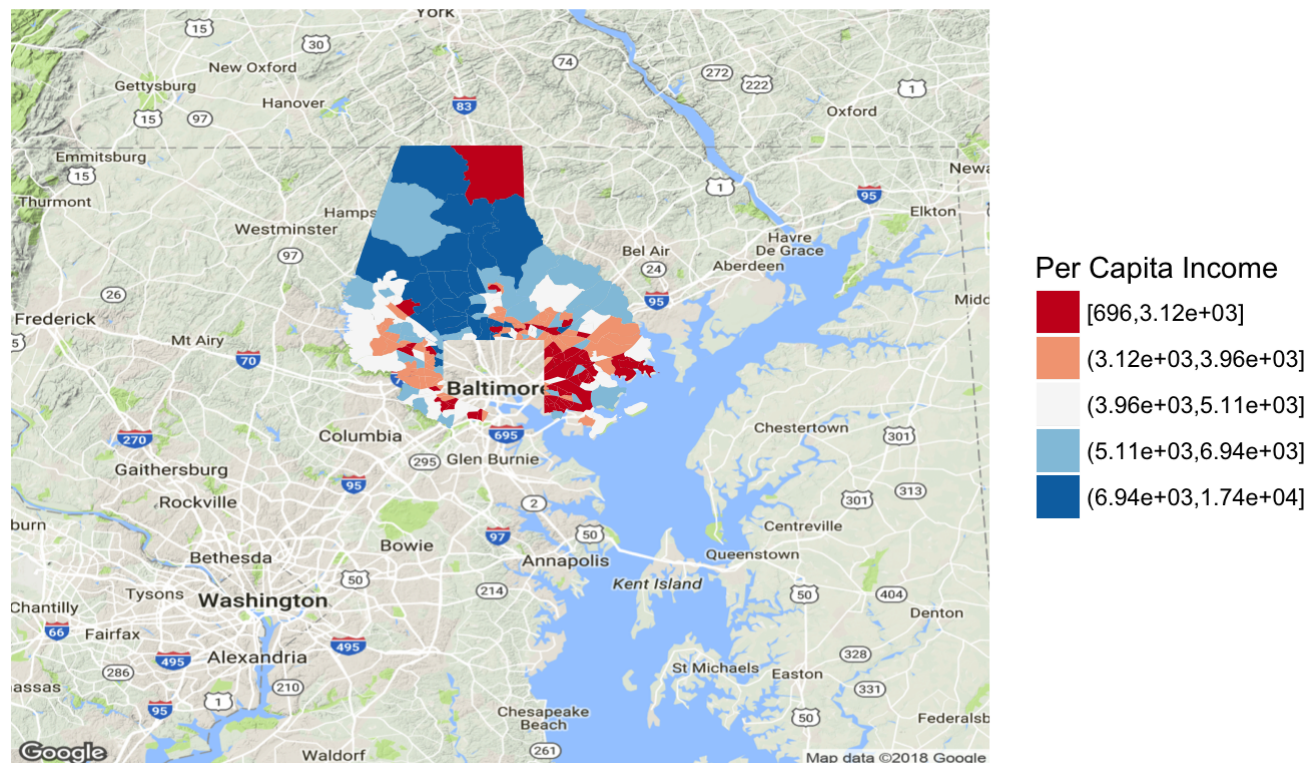 York
15
30
New Oxford
74
272
222
1
Gettysburg
Hanover
83
Oxford
15
97
Emmitsburg
15
1
Newa
95
Thurmont
Hamps
Elkton
Westminster
Havre
De Grace
97
Bel Air
24
Aberdeen
26
95
Midd
Frederick
Mt Airy
70
Baltimore
Chestertown
301
Columbia
695
270
Glen Burnie
295
Gaithersburg
95
313
Rockville
301
2
Centreville
97
50
Bowie
Bethesda
Annapolis
Queenstown
50
Kent Island
Tysons
214
50
404
Chantilly
Washington
Denton
66
Fairfax
495
328
495
Alexandria
St Michaels
286
210
Easton
331
assas
1
95
Chesapeake
Beach
50
Federalsb
261
Waldorf
Google
Map data ©2018 Google
Per Capita Income
[696,3.12e+03]
(3.12e+03,3.96e+03]
(3.96e+03,5.11e+03]
(5.11e+03,6.94e+03]
(6.94e+03,1.74e+04]